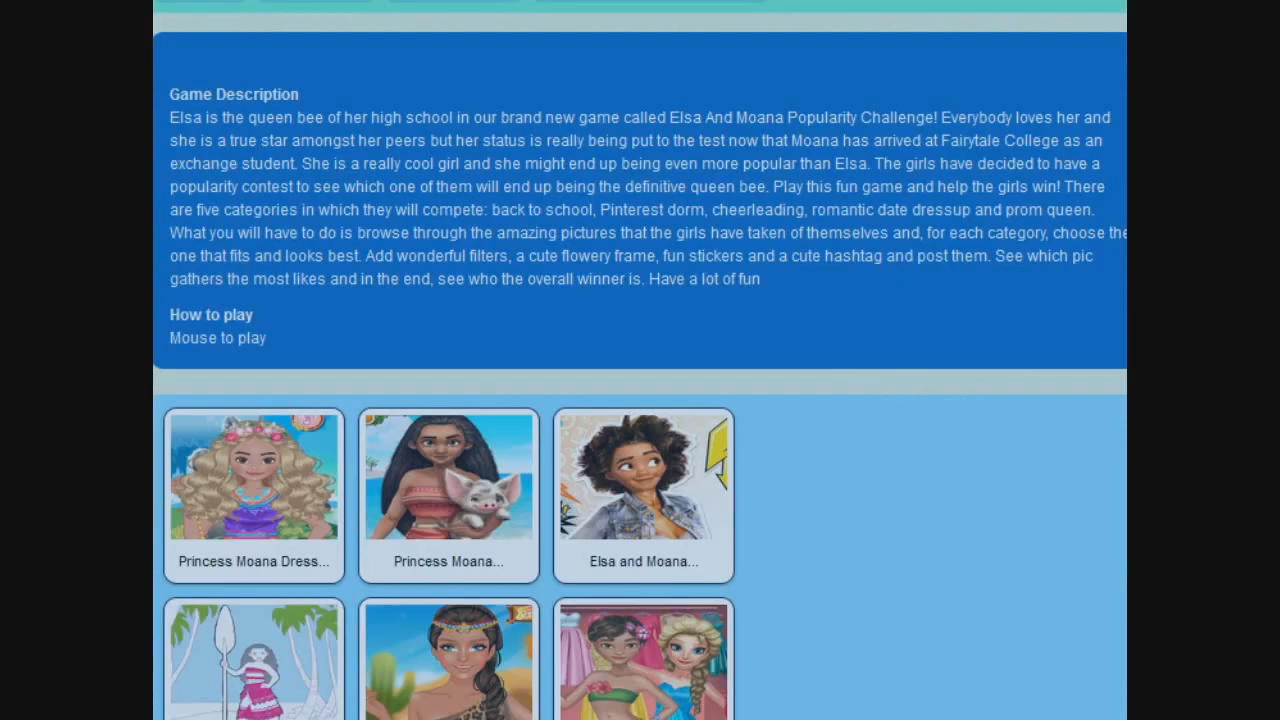 Game Description
Elsa is the queen bee of her high school in our brand new game called Elsa And Moana Popularity Challenge! Everybody loves her and
she is a true star amongst her peers but her status is really being put to the test now that Moana has arrived at Fairytale College as an
exchange student. She is a really cool girl and she might end up being even more popular than Elsa. The girls have decided to have a
popularity contest to see which one of them will end up being the definitive queen bee. Play this fun game and help the girls win! There
are five categories in which they will compete: back to school, Pinterest dorm, cheerleading, romantic date dressup and prom queen.
What you will have to do is browse through the amazing pictures that the girls have taken of themselves and, for each category, choose the
one that fits and looks best. Add wonderful filters, a cute flowery frame, fun stickers and a cute hashtag and post them. See which pic
gathers the most likes and in the end, see who the overall winner is. Have a lot of fun
How to play
Mouse to play
Princess Moana Dress...
Princess Moana...
Elsa and Moana...